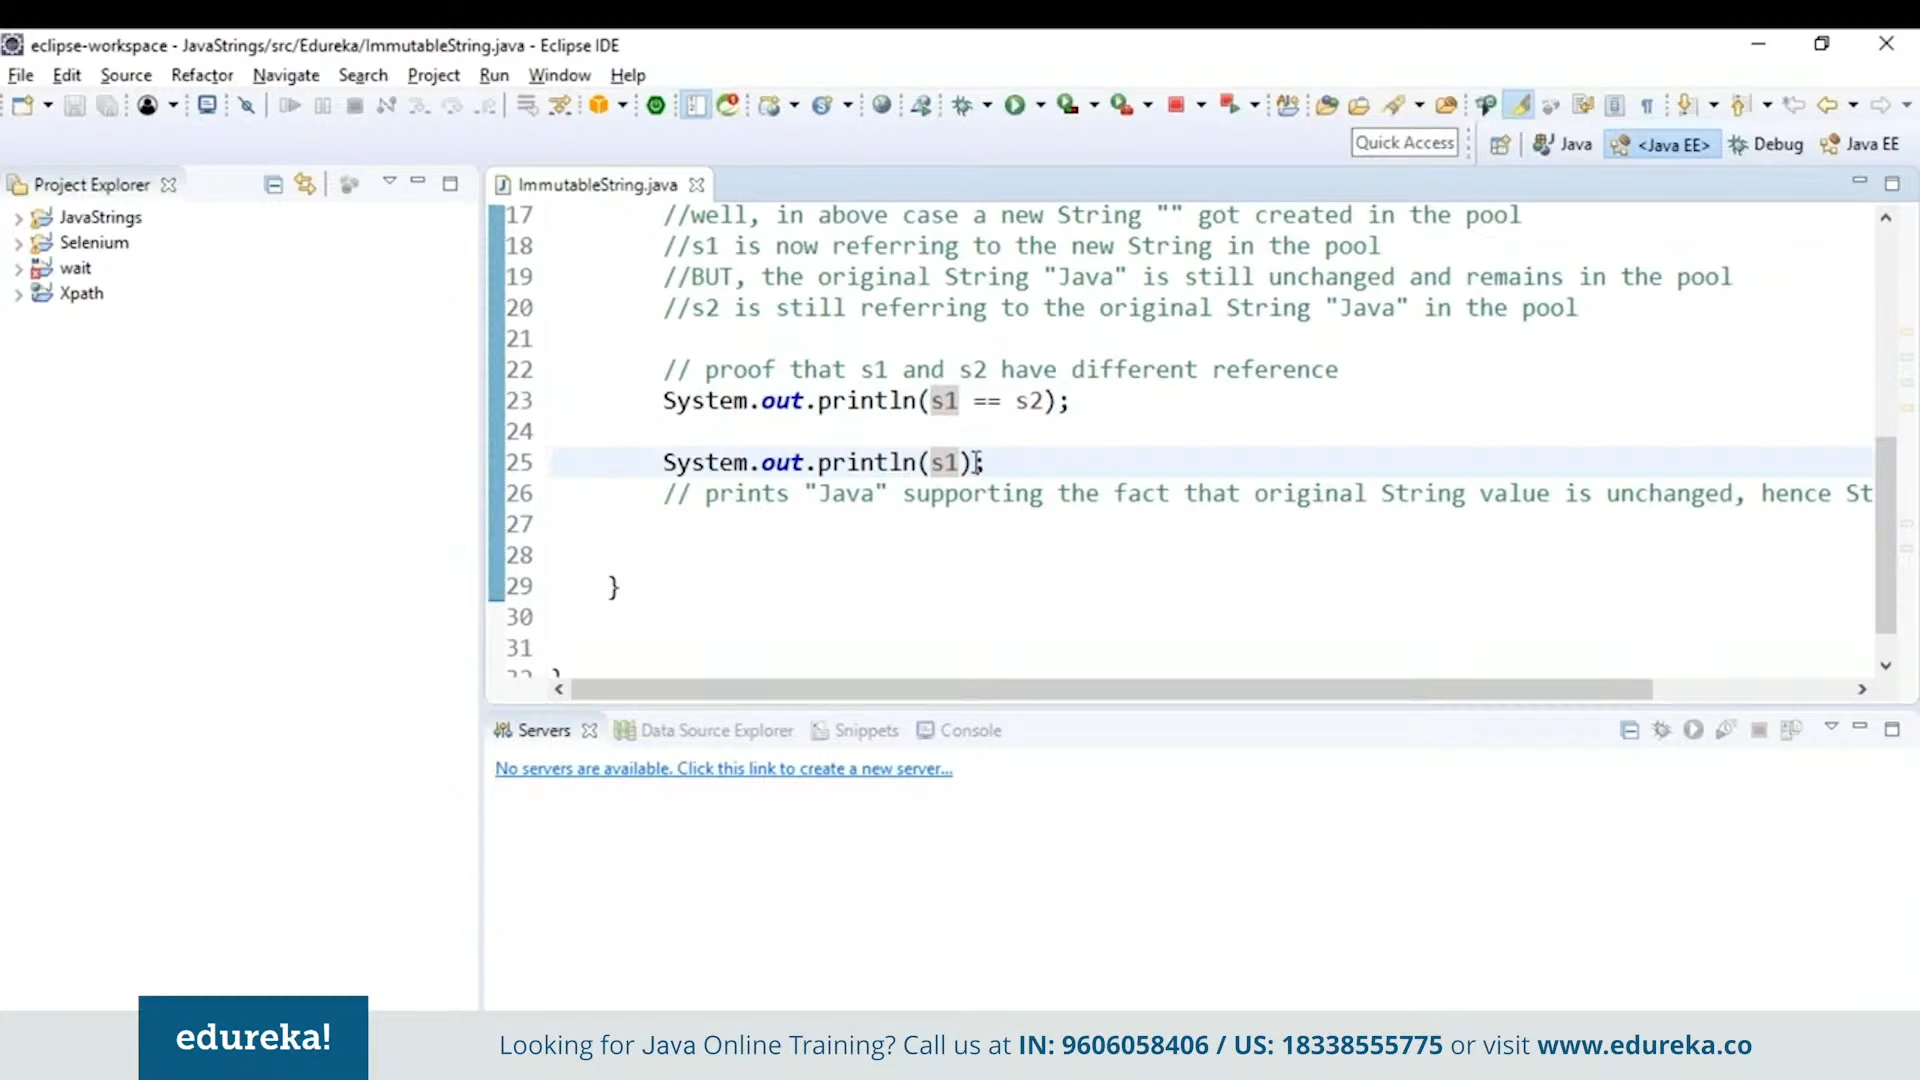 eclipse-workspace - JavaStrings/src/Edureka/ImmutableString.java - Eclipse IDE
File Edit Source Refactor Navigate Search Project Run Window Help
Quick Access Java <Java EE> Debug Java EE
Project Explorer
JavaStrings
Selenium
wait
Xpath
ImmutableString.java
17 //well, in above case a new String "" got created in the pool
18 //s1 is now referring to the new String in the pool
19 //BUT, the original String "Java" is still unchanged and remains in the pool
20 //s2 is still referring to the original String "Java" in the pool
21
22 // proof that s1 and s2 have different reference
23 System.out.println(s1 == s2);
24
25 System.out.println(s1);
26 // prints "Java" supporting the fact that original String value is unchanged, hence St
27
28
29 }
30
31
Servers Data Source Explorer Snippets Console
No servers are available. Click this link to create a new server...
edureka!
Looking for Java Online Training? Call us at IN: 9606058406 / US: 18338555775 or visit www.edureka.co